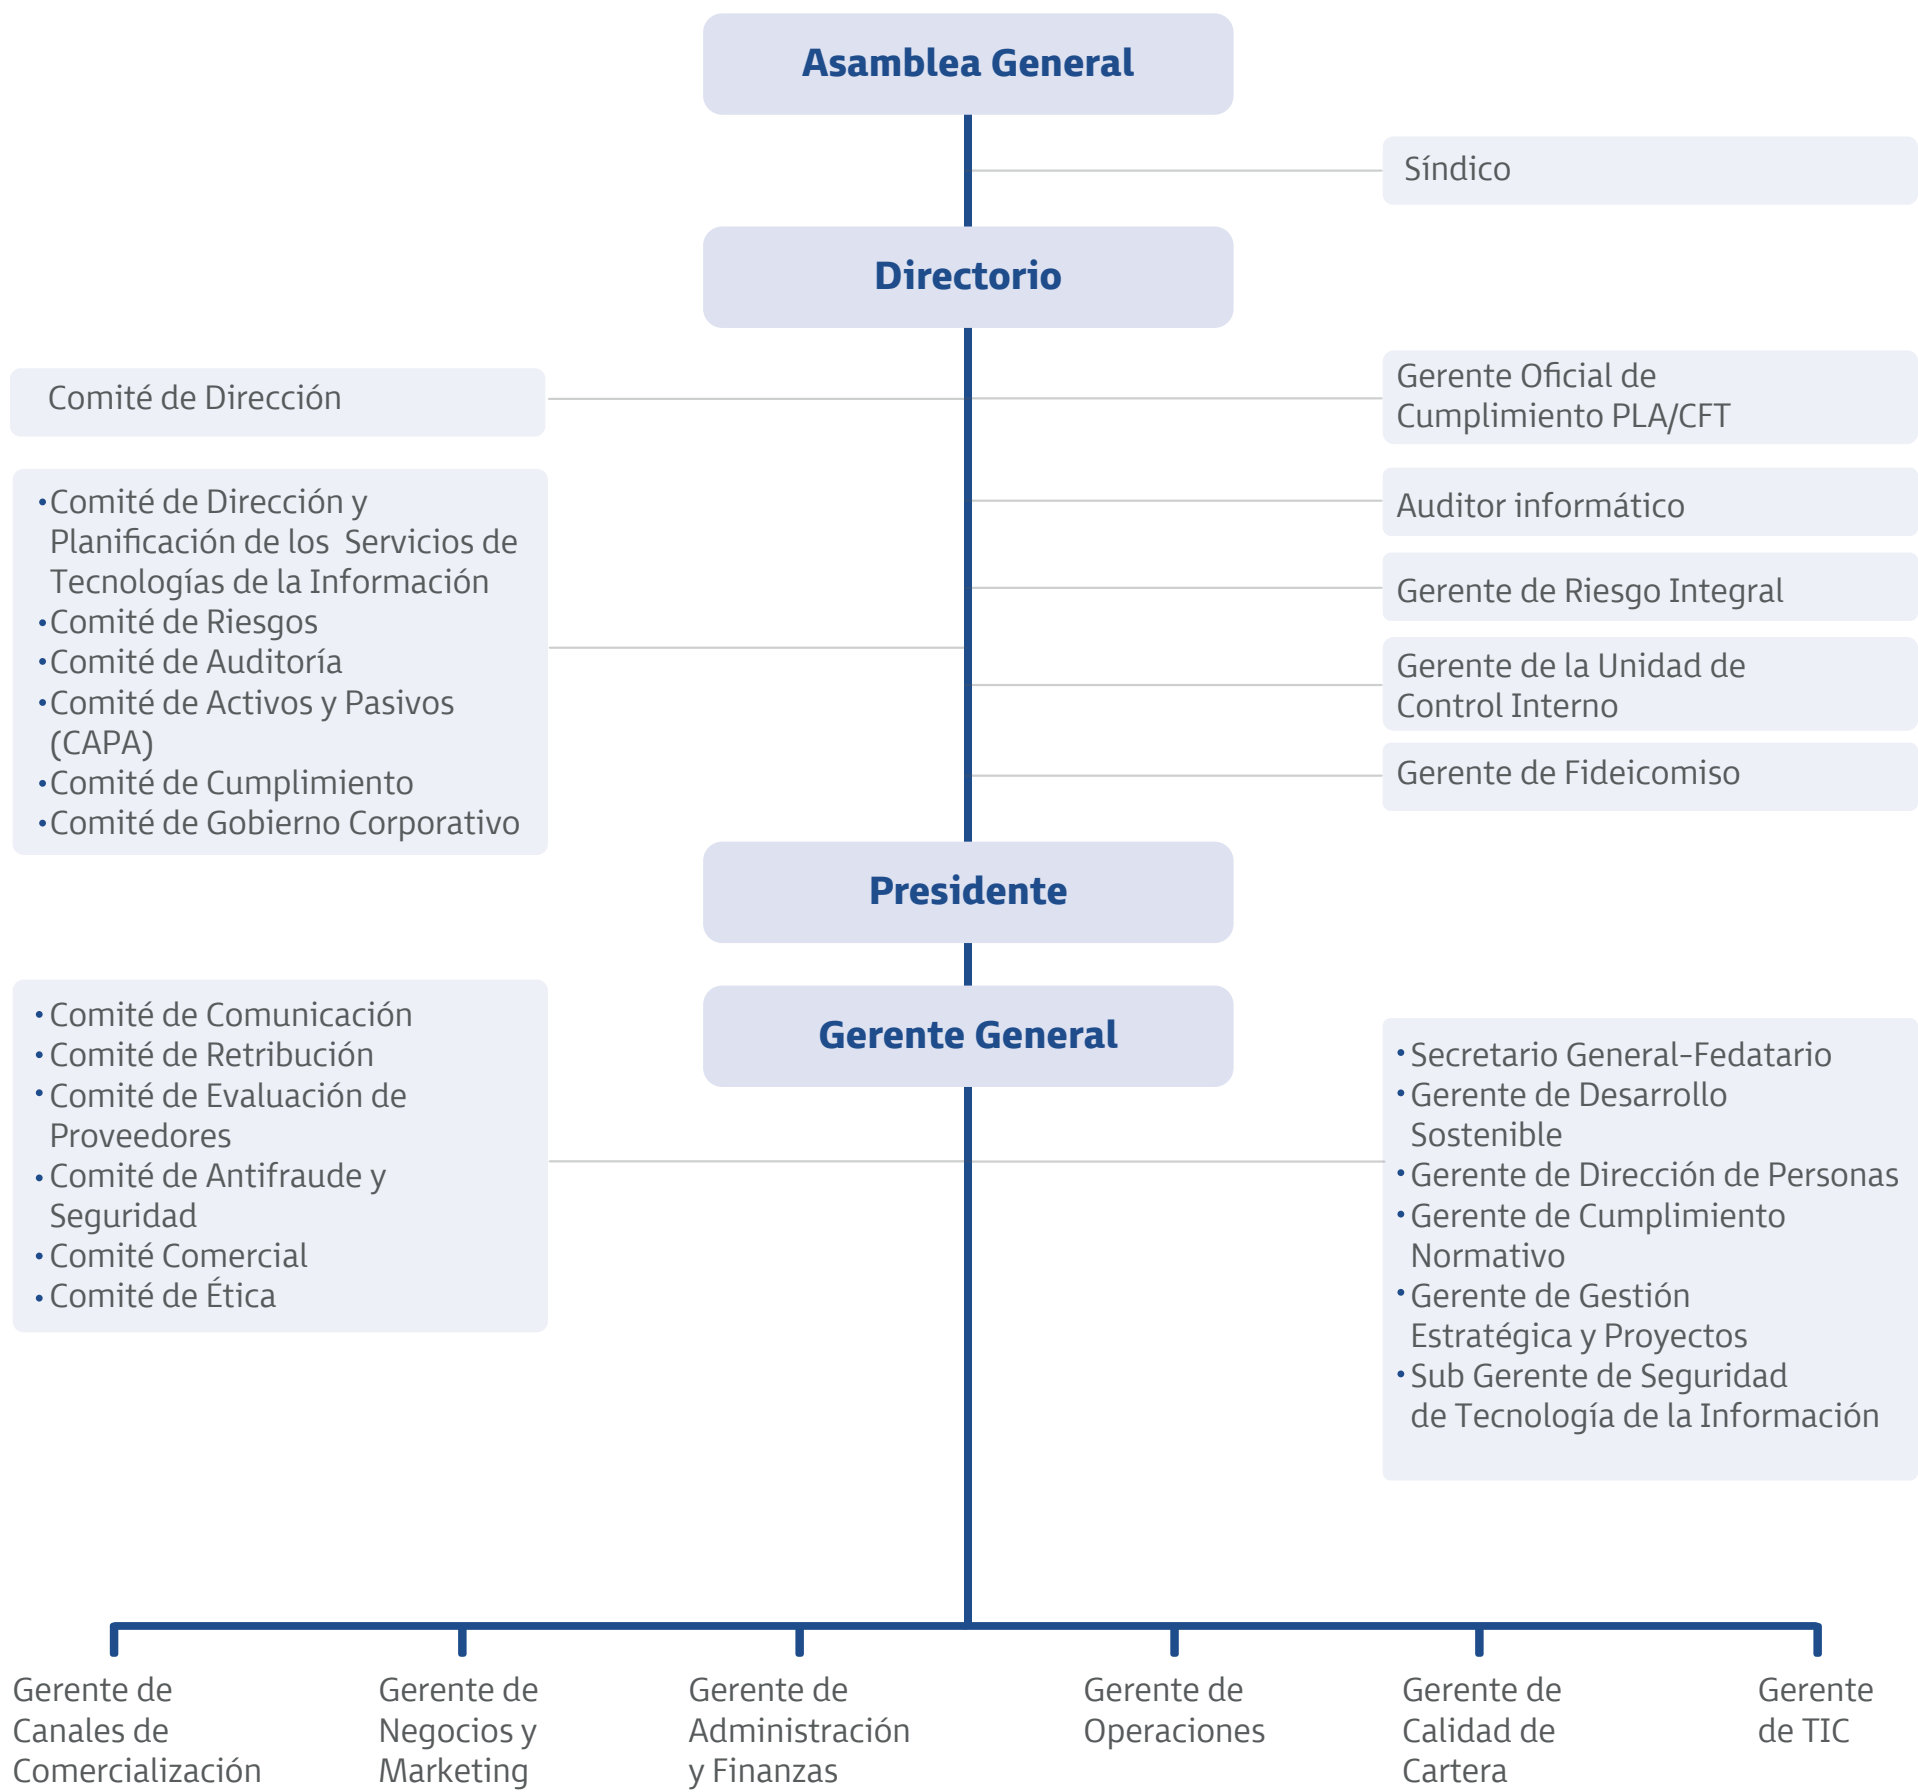 Asamblea General
Síndico
Directorio
Comité de Dirección
Gerente Oficial de
Cumplimiento PLA/CFT
•Comité de Dirección y
Planificación de los Servicios de
Tecnologías de la Información
•Comité de Riesgos
•Comité de Auditoría
•Comité de Activos y Pasivos
(CAPA)
•Comité de Cumplimiento
•Comité de Gobierno Corporativo
Auditor informático
Gerente de Riesgo Integral
Gerente de la Unidad de
Control Interno
Gerente de Fideicomiso
Presidente
Gerente General
•Comité de Comunicación
•Comité de Retribución
•Comité de Evaluación de
Proveedores
•Comité de Antifraude y
Seguridad
•Comité Comercial
•Comité de Ética
•Secretario General-Fedatario
•Gerente de Desarrollo
Sostenible
•Gerente de Dirección de Personas
•Gerente de Cumplimiento
Normativo
•Gerente de Gestión
Estratégica y Proyectos
•Sub Gerente de Seguridad
de Tecnología de la Información
Gerente de
Canales de
Comercialización
Gerente de
Negocios y
Marketing
Gerente de
Administración
y Finanzas
Gerente de
Operaciones
Gerente de
Calidad de
Cartera
Gerente
de TIC